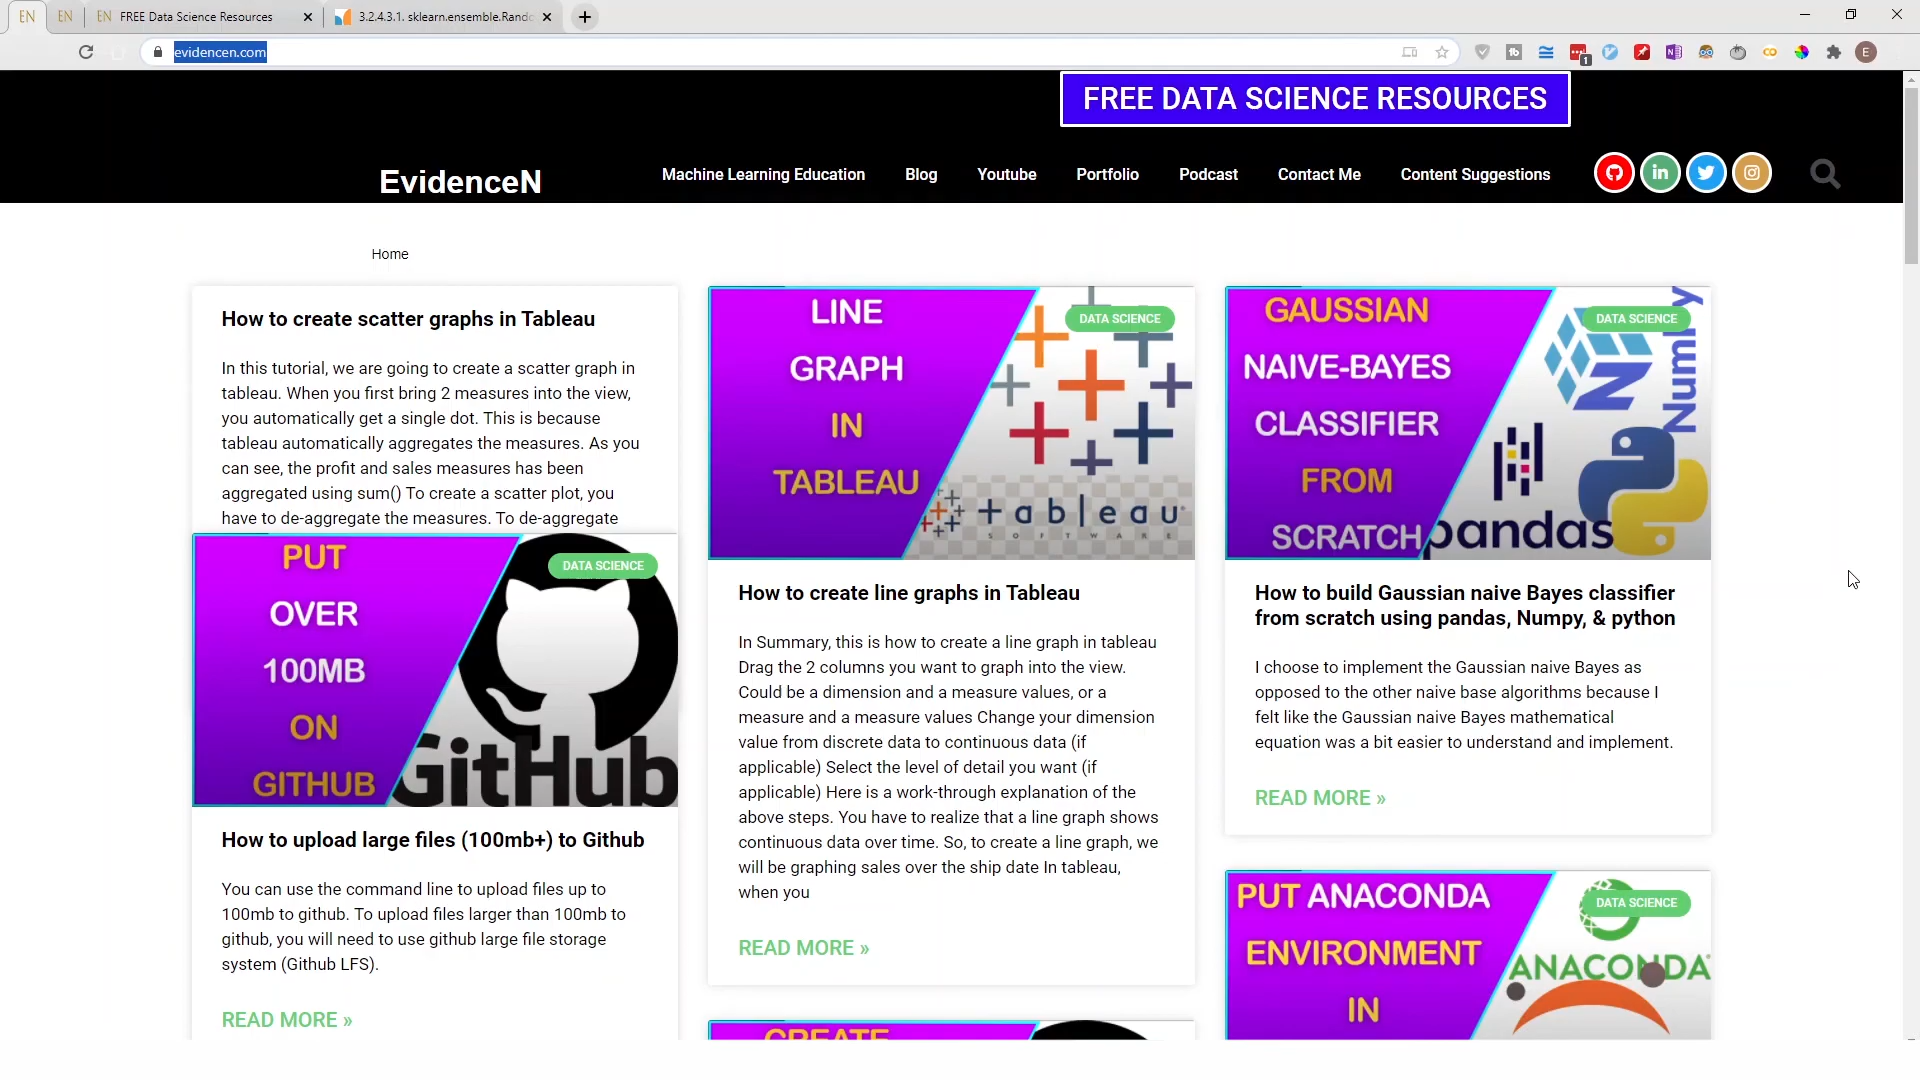 EN
EN
EN FREE Data Science Resources
3.2.4.3.1. sklearn.ensemble.Rando
evidencen.com
1
E
FREE DATA SCIENCE RESOURCES
EvidenceN
Machine Learning Education
Blog
Youtube
Portfolio
Podcast
Contact Me
Content Suggestions
Home
How to create scatter graphs in Tableau
In this tutorial, we are going to create a scatter graph in
tableau. When you first bring 2 measures into the view,
you automatically get a single dot. This is because
tableau automatically aggregates the measures. As you
can see, the profit and sales measures has been
aggregated using sum() To create a scatter plot, you
have to de-aggregate the measures. To de-aggregate
PUT
OVER
100MB
ON
GITHUB
DATA SCIENCE
GitHub
How to upload large files (100mb+) to Github
You can use the command line to upload files up to
100mb to github. To upload files larger than 100mb to
github, you will need to use github large file storage
system (Github LFS).
READ MORE »
LINE
GRAPH
IN
TABLEAU
DATA SCIENCE
tableau
SOFTWARE
How to create line graphs in Tableau
In Summary, this is how to create a line graph in tableau
Drag the 2 columns you want to graph into the view.
Could be a dimension and a measure values, or a
measure and a measure values Change your dimension
value from discrete data to continuous data (if
applicable) Select the level of detail you want (if
applicable) Here is a work-through explanation of the
above steps. You have to realize that a line graph shows
continuous data over time. So, to create a line graph, we
will be graphing sales over the ship date In tableau,
when you
READ MORE »
CREATE
GAUSSIAN
NAIVE-BAYES
CLASSIFIER
FROM
SCRATCH
DATA SCIENCE
NumPy
pandas
How to build Gaussian naive Bayes classifier
from scratch using pandas, Numpy, & python
I choose to implement the Gaussian naive Bayes as
opposed to the other naive base algorithms because I
felt like the Gaussian naive Bayes mathematical
equation was a bit easier to understand and implement.
READ MORE »
PUT ANACONDA
ENVIRONMENT
IN
DATA SCIENCE
ANACONDA